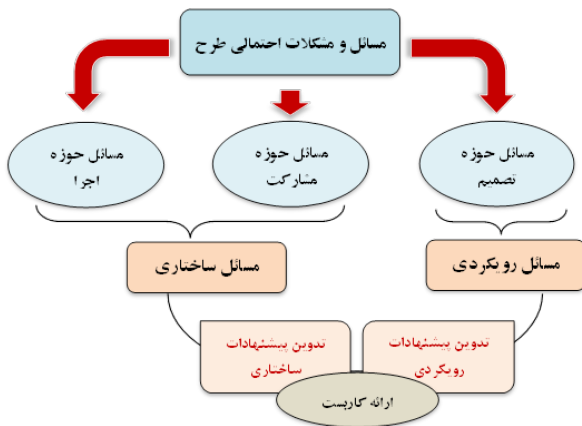 مسائل و مشکلات احتمالی طرح
مسائل حوزه
تصمیم
مسائل حوزه
مشارکت
مسائل حوزه
اجرا
مسائل رویکردی
مسائل ساختاری
تدوین پیشنهادات
رویکردی
تدوین پیشنهادات
ساختاری
ارائه کاربست